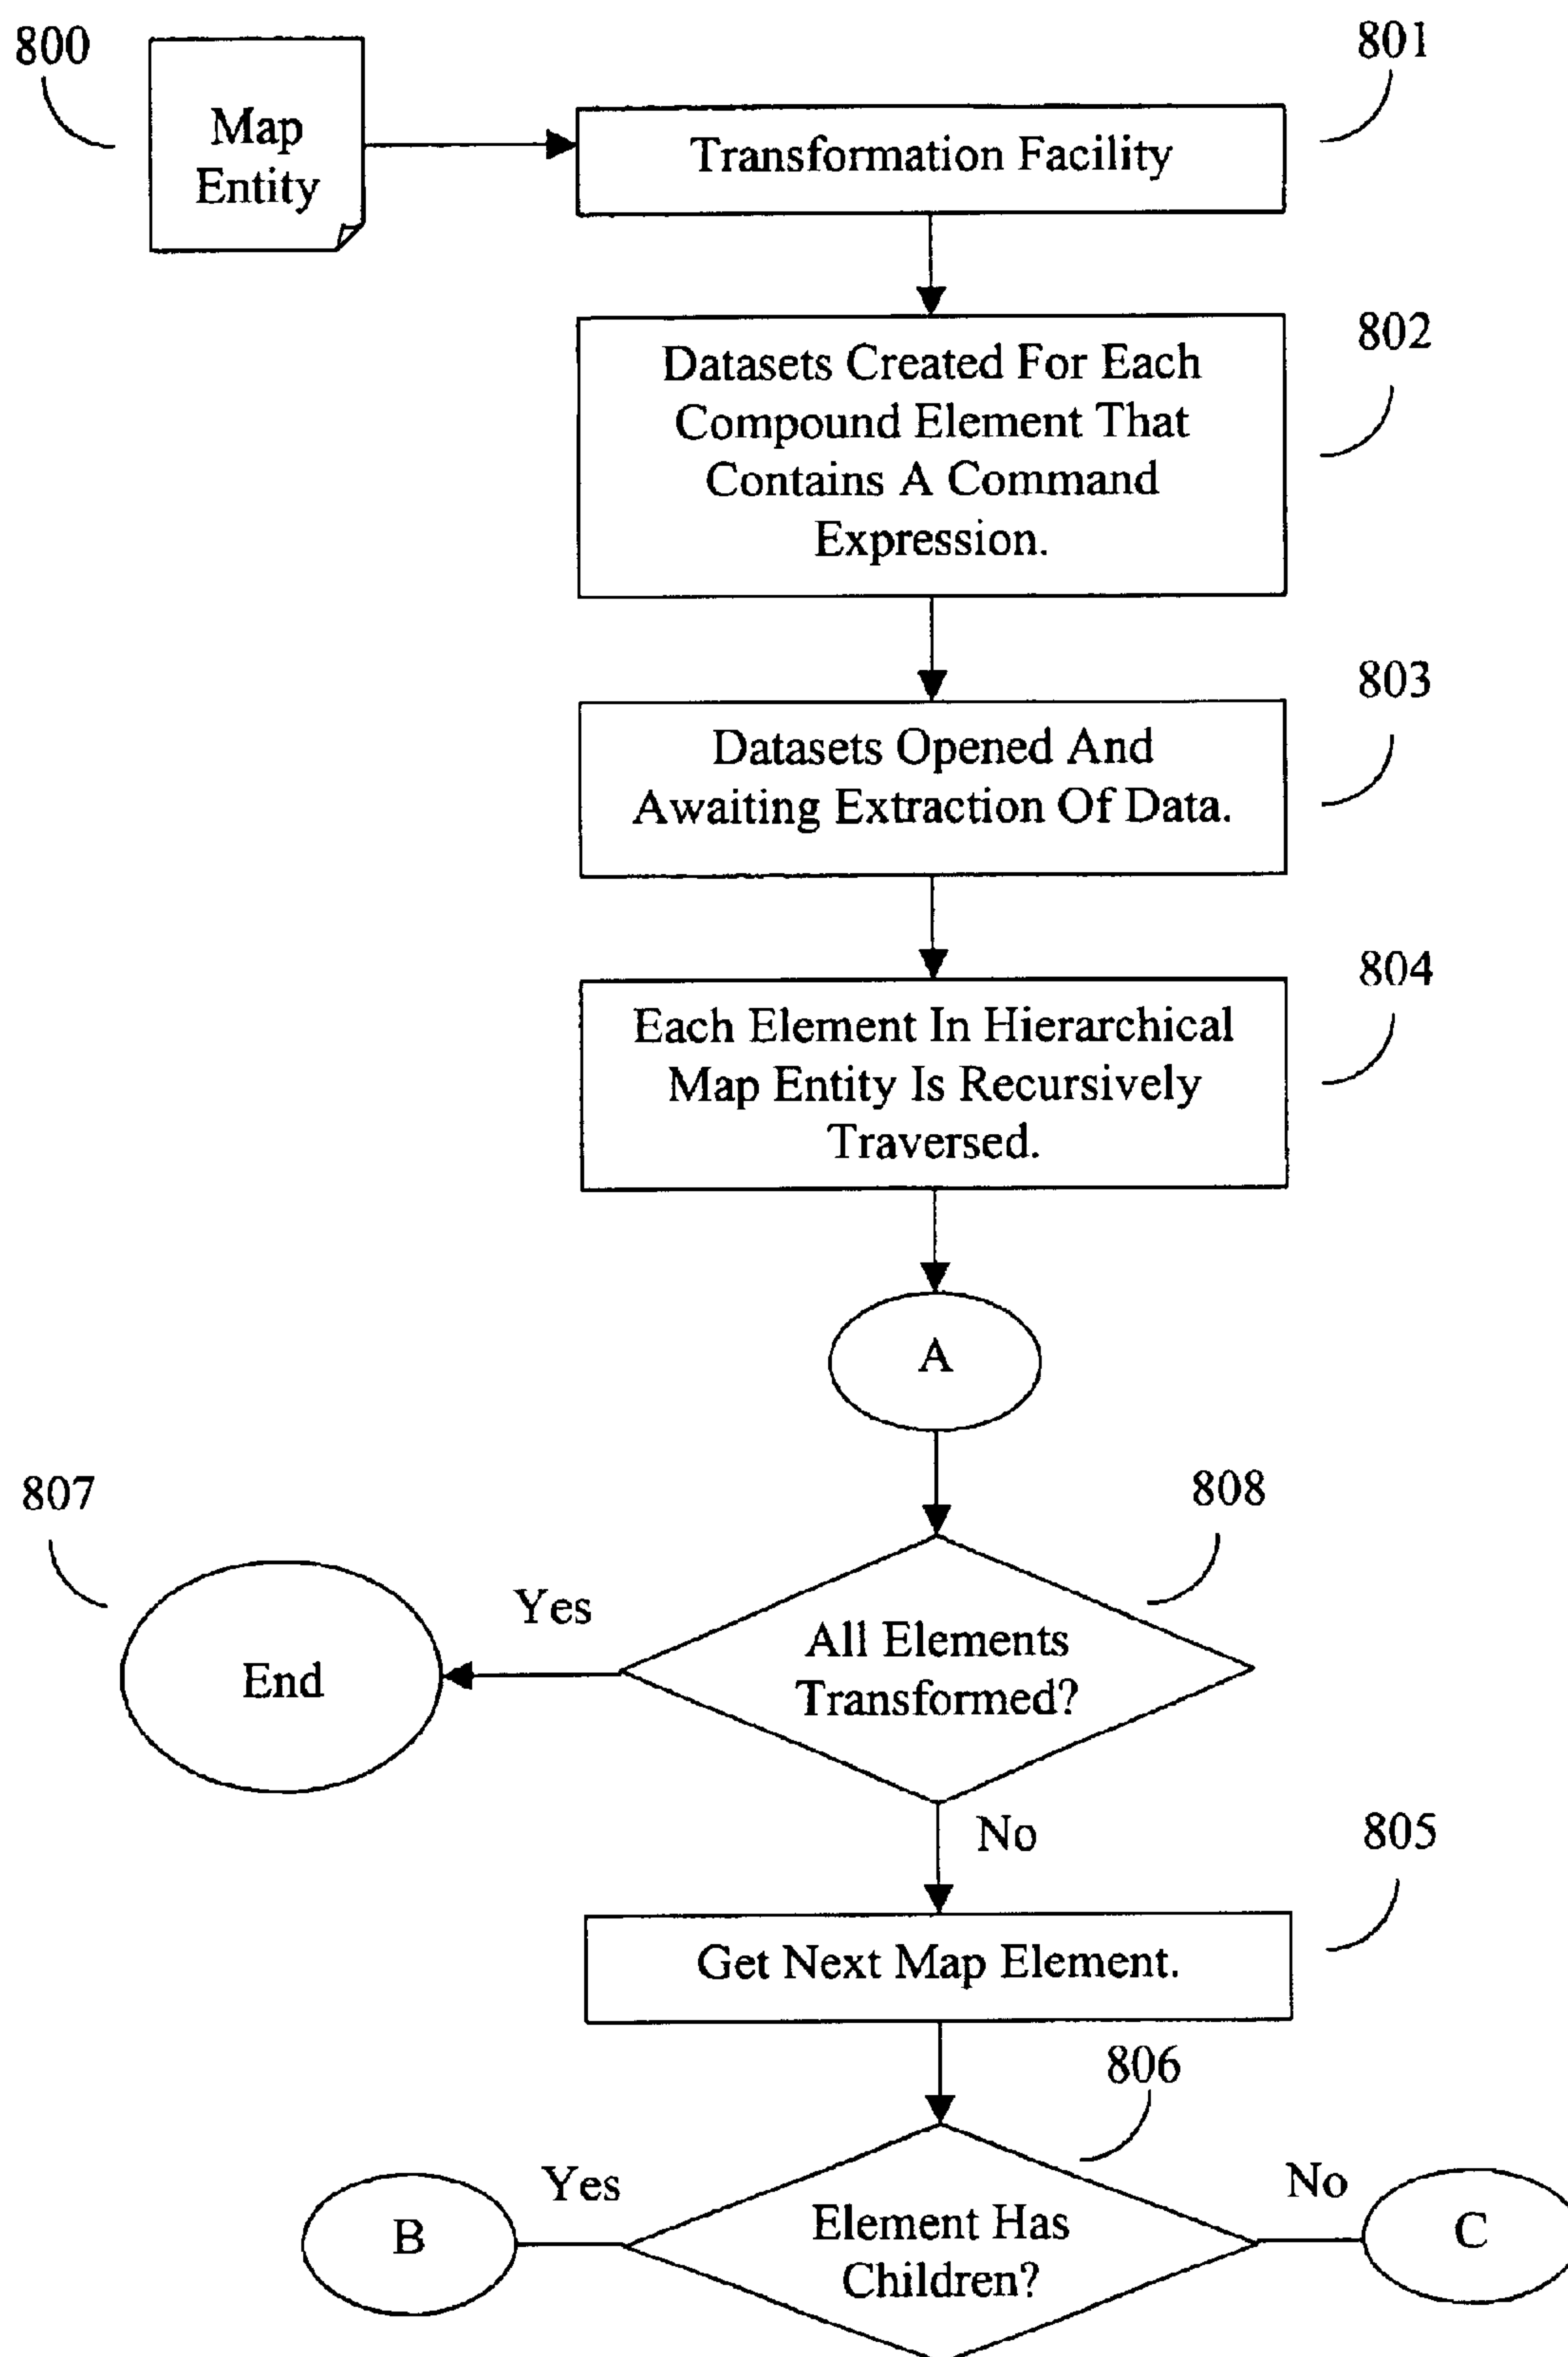 800
Map
Entity
801
Transformation Facility
802
Datasets Created For Each
Compound Element That
Contains A Command
Expression.
803
Datasets Opened And
Awaiting Extraction Of Data.
804
Each Element In Hierarchical
Map Entity Is Recursively
Traversed.
A
807
End
Yes
808
All Elements
Transformed?
No
805
Get Next Map Element.
806
B
Yes
Element Has
Children?
No
C